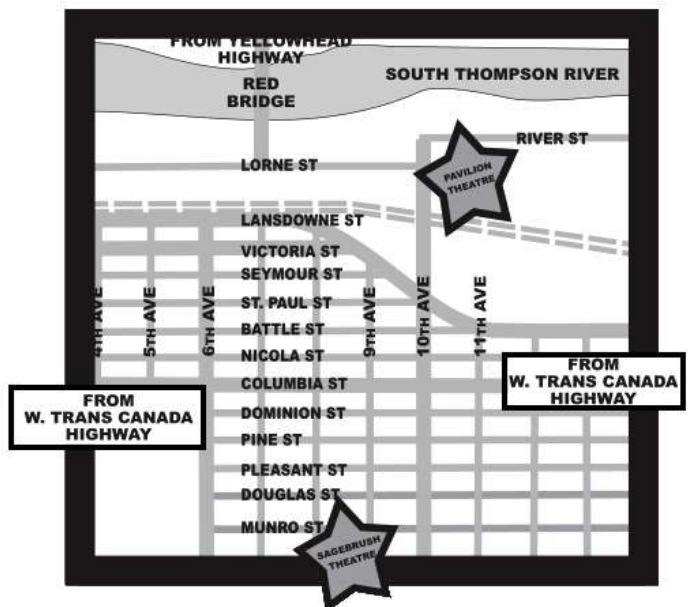 FROM YELLOWHEAD
HIGHWAY
RED
BRIDGE
SOUTH THOMPSON RIVER
RIVER ST
LORNE ST
PAVILION
THEATRE
LANSDOWNE ST
VICTORIA ST
SEYMOUR ST
ST. PAUL ST
BATTLE ST
NICOLA ST
COLUMBIA ST
4TH AVE
5TH AVE
6TH AVE
9TH AVE
10TH AVE
11TH AVE
FROM
W. TRANS CANADA
HIGHWAY
FROM
W. TRANS CANADA
HIGHWAY
DOMINION ST
PINE ST
PLEASANT ST
DOUGLAS ST
MUNRO ST
SAGEBRUSH
THEATRE